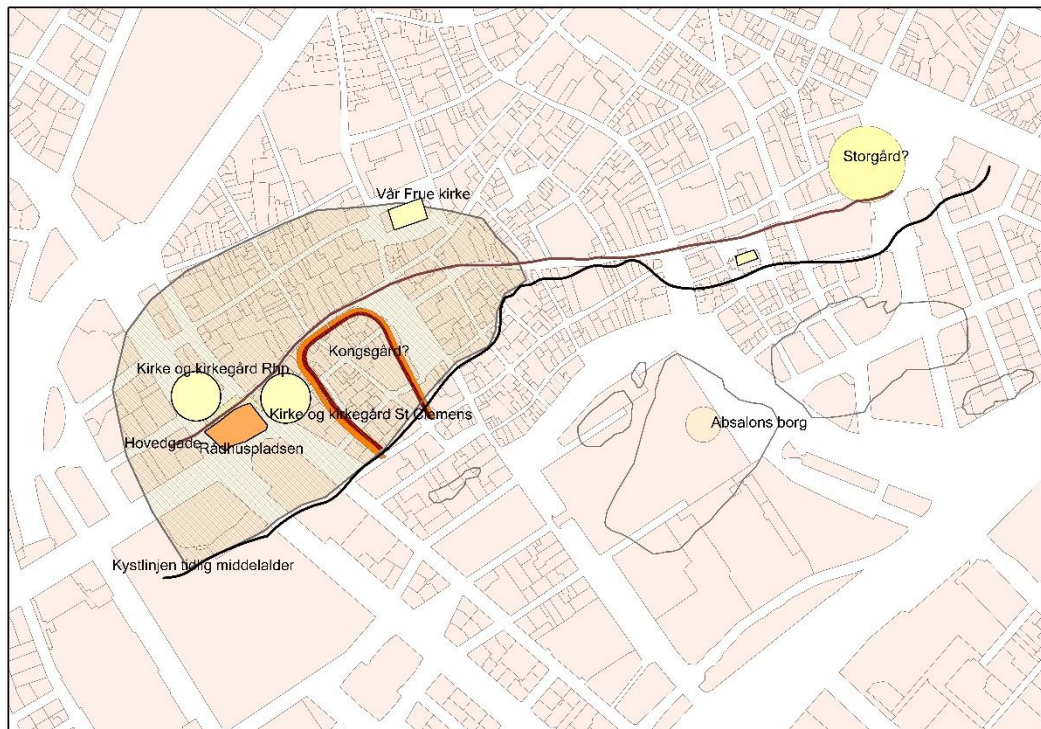 Storgård?
Vår Frue kirke
Kongsgård?
Kirke og kirkegård Rhp
Kirke og kirkegård St Clemens
Hovedgade
Rådhuspladsen
Absalons borg
Kystlinjen tidlig middelalder